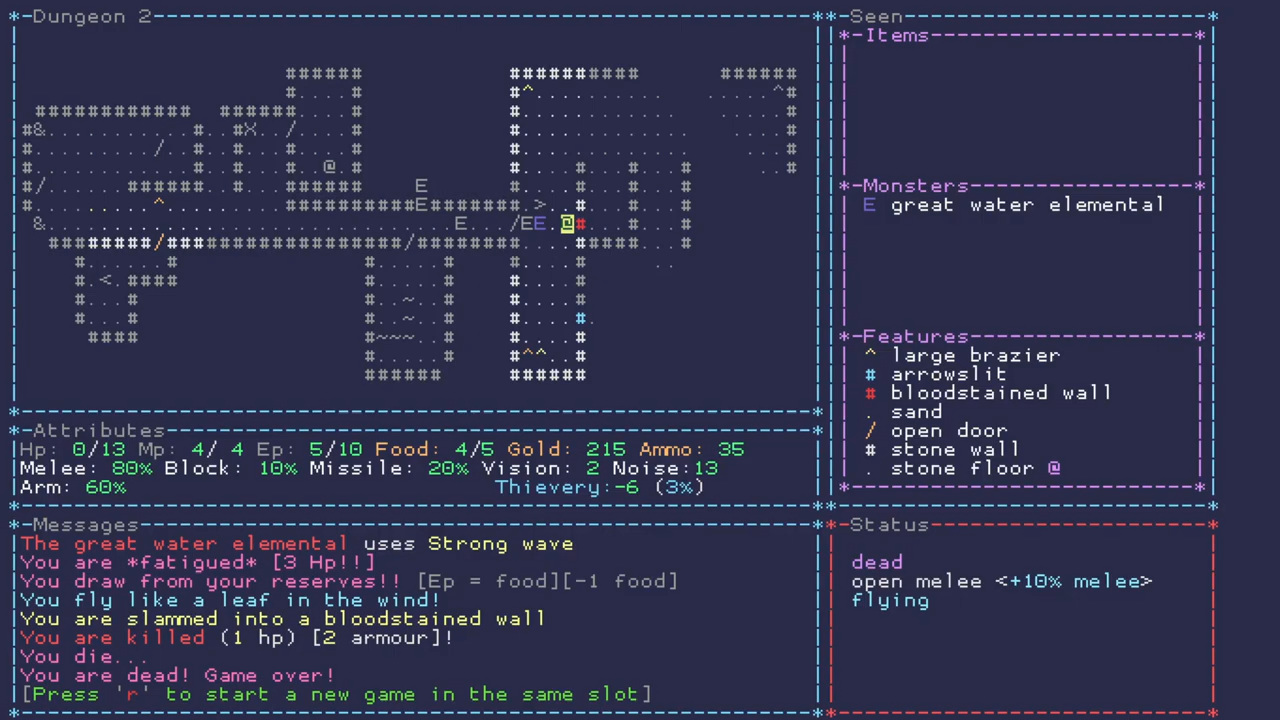 Dungeon 2
Seen
Items
Monsters
E great water elemental
Features
^ large brazier
# arrowslit
# bloodstained wall
. sand
/ open door
# stone wall
. stone floor @
Attributes
Hp: 0/13 Mp: 4/ 4 Ep: 5/10 Food: 4/5 Gold: 215 Ammo: 35
Melee: 80% Block: 10% Missile: 20% Vision: 2 Noise:13
Arm: 60% Thievery:-6 (3%)
Messages
The great water elemental uses Strong wave
You are *fatigued* [3 Hp!!]
You draw from your reserves!! [Ep = food][-1 food]
You fly like a leaf in the wind!
You are slammed into a bloodstained wall
You are killed (1 hp) [2 armour]!
You die...
You are dead! Game over!
[Press 'r' to start a new game in the same slot]
Status
dead
open melee <+10% melee>
flying